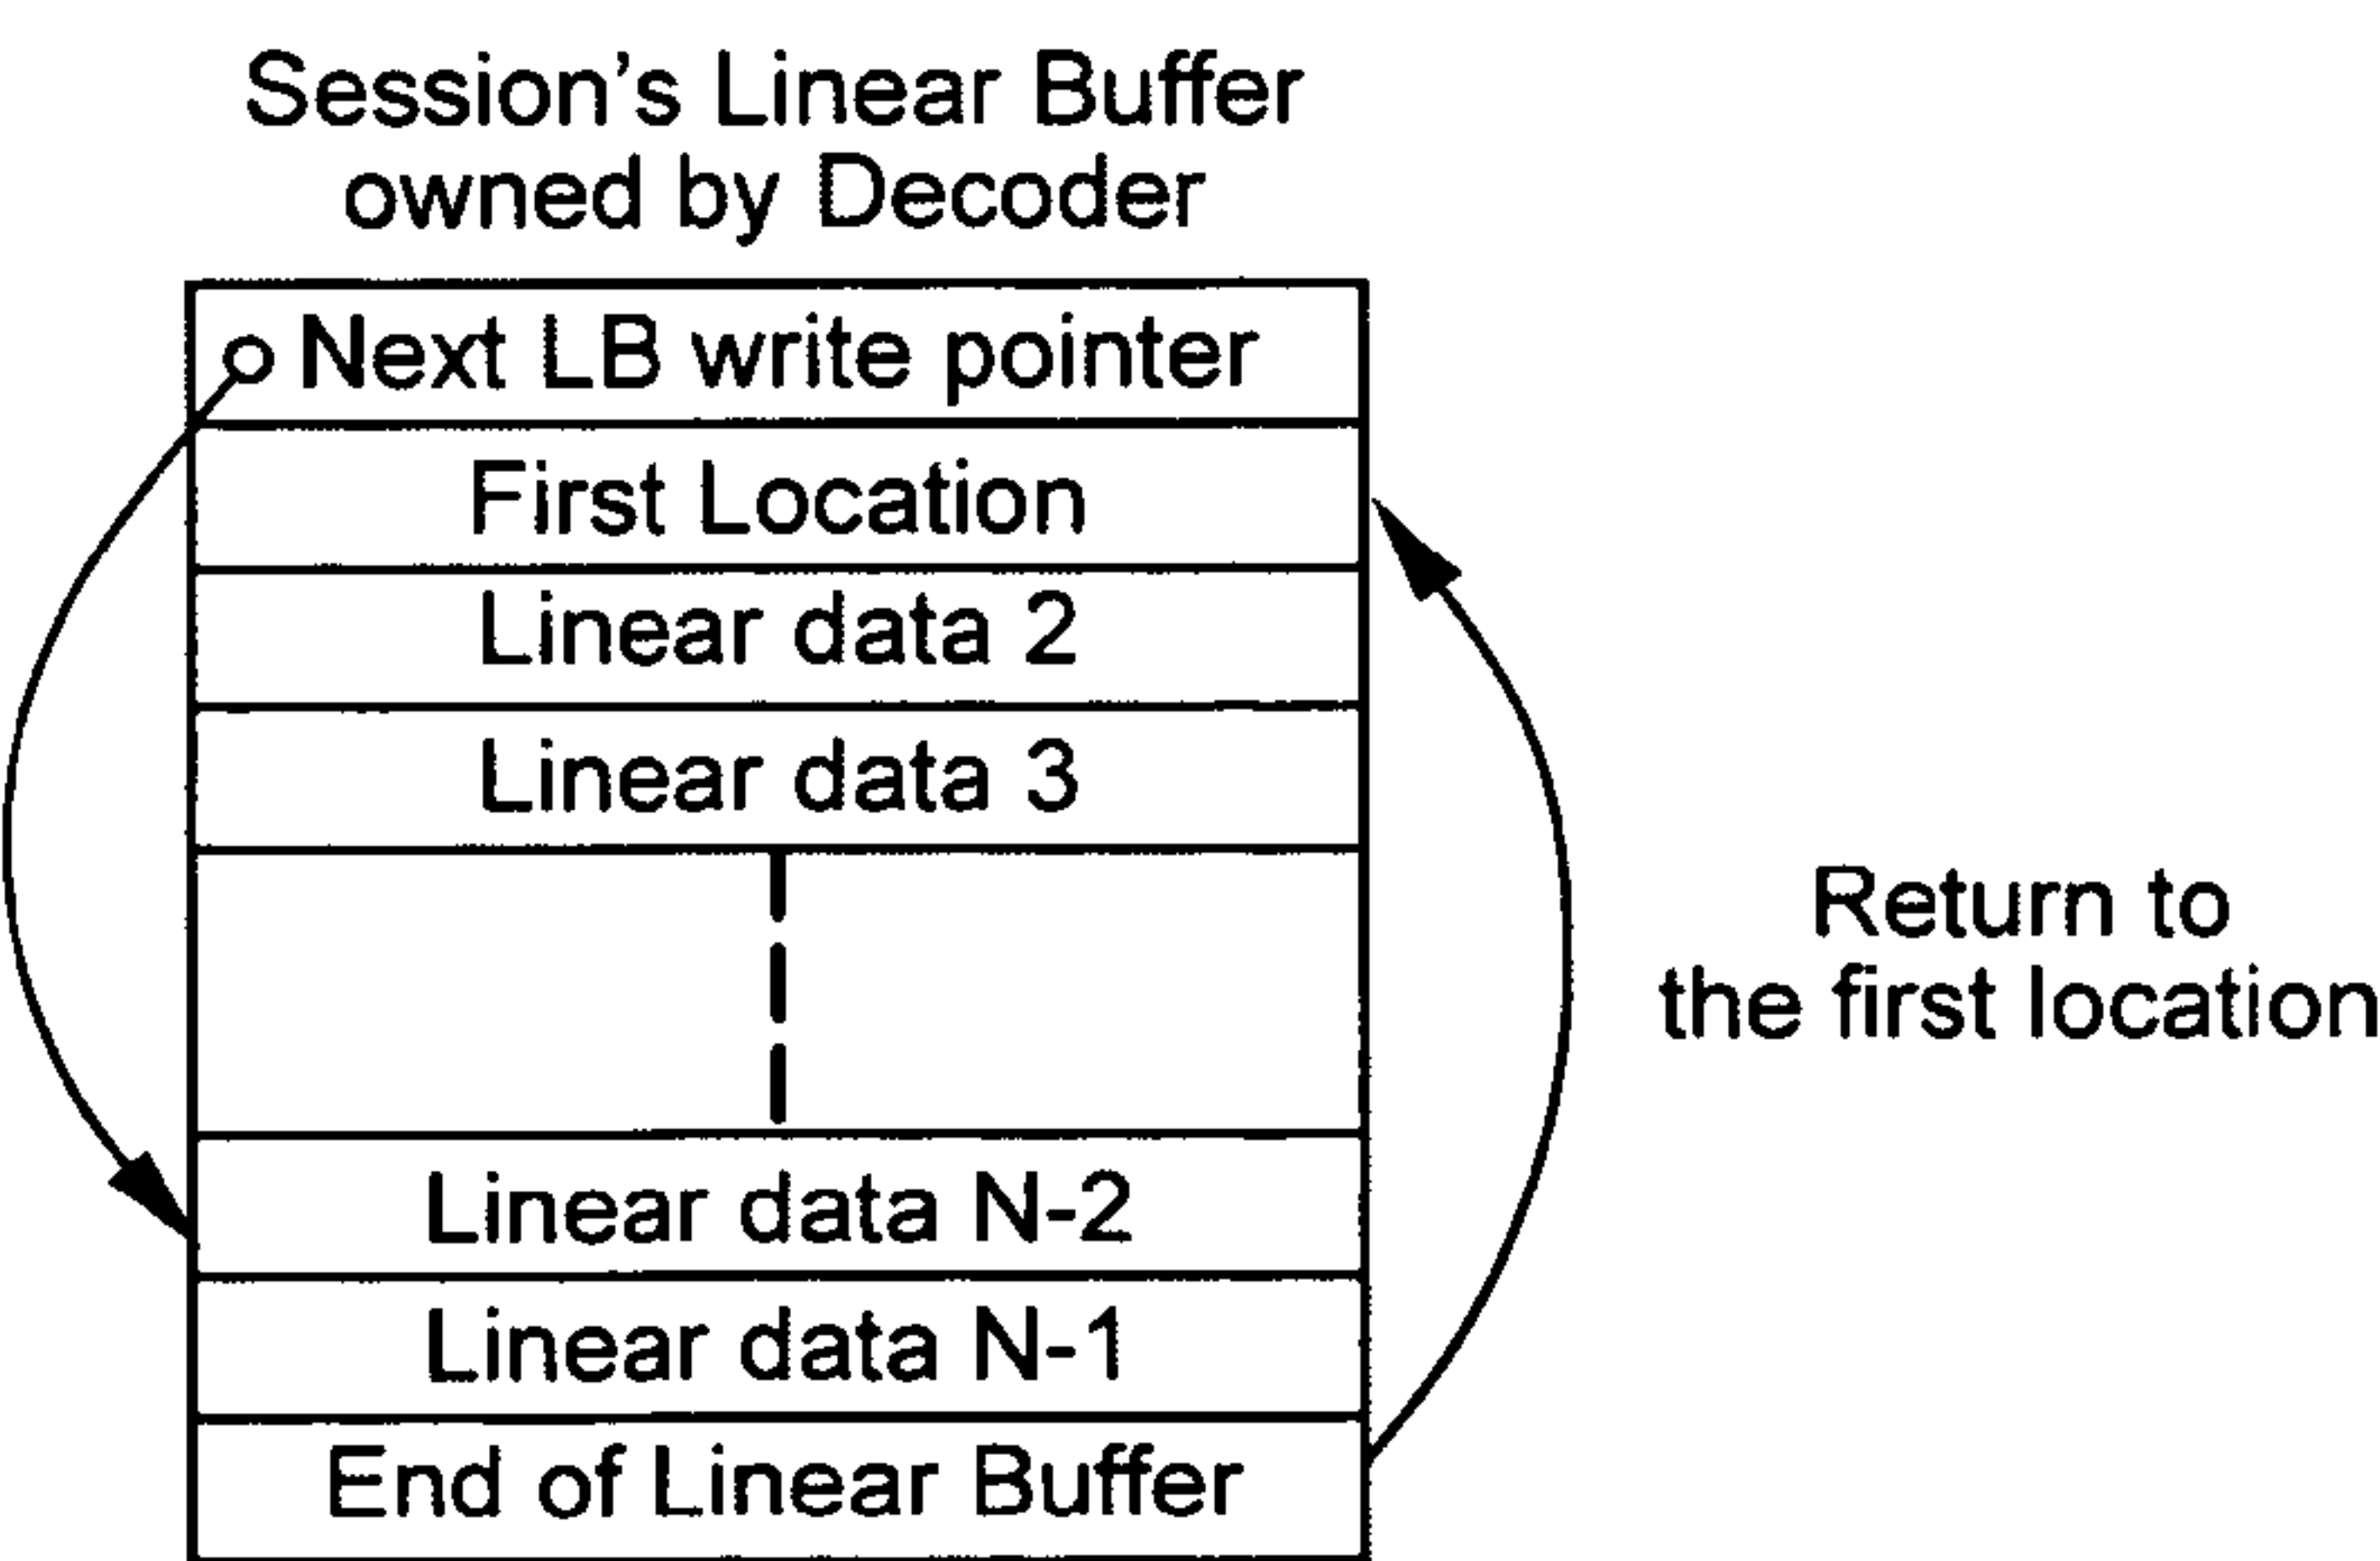 Session’s Linear Buffer
owned by Decoder
Next LB write pointer
First Location
Linear data 2
Linear data 3
Return to
the first location
Linear data N-2
Linear data N-1
End of Linear Buffer